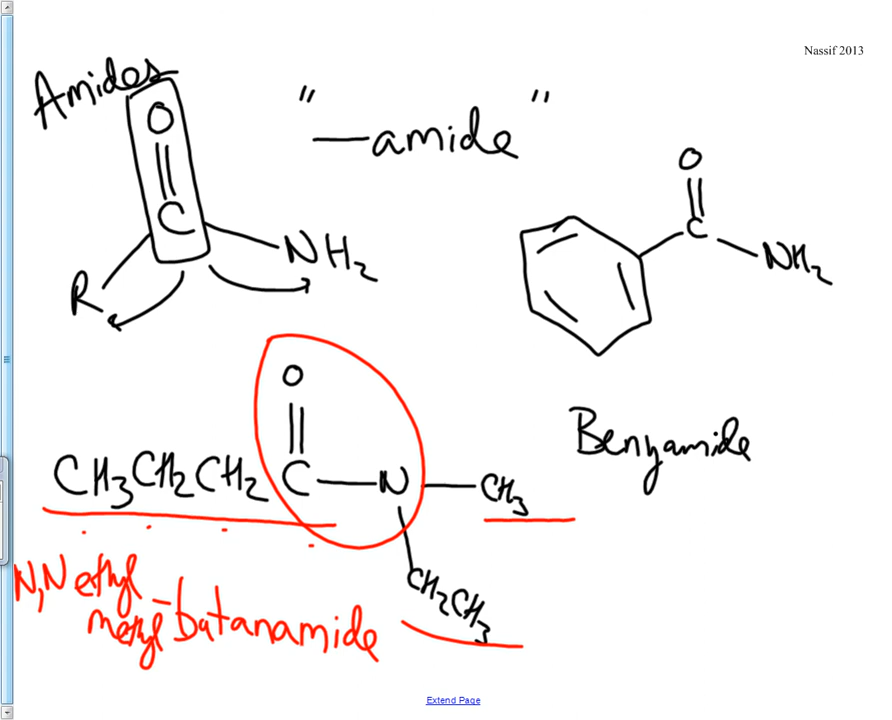 Nassif 2013
Amides
" —amide "
O
C
R
NH2
O
C
NH2
Benzamide
O
CH3CH2CH2 C — N — CH3
CH2CH3
N,N ethyl
methyl-butanamide
Extend Page